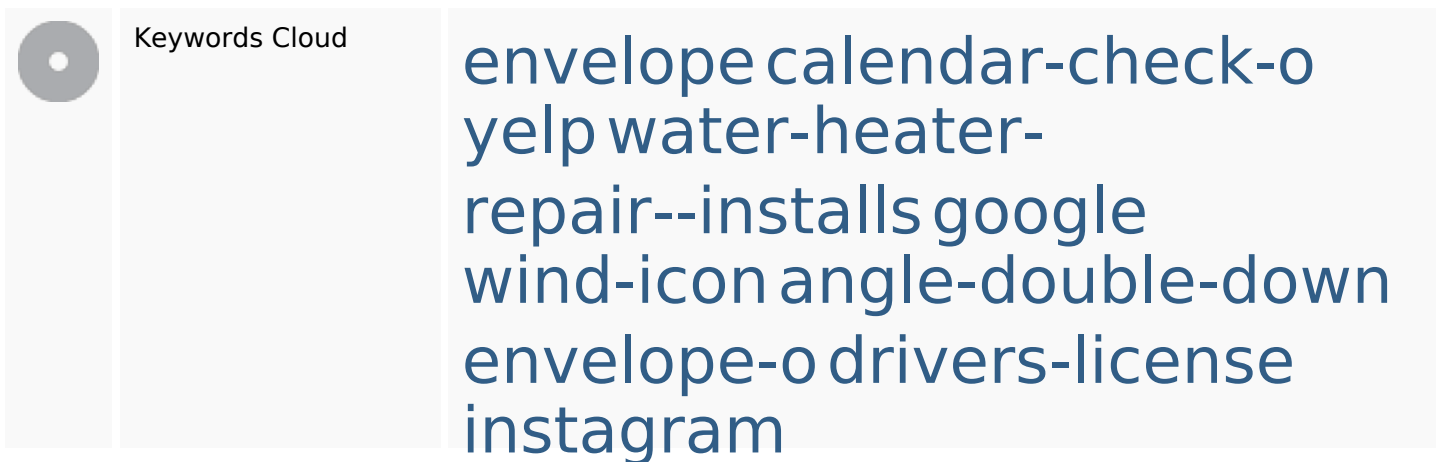 Keywords Cloud
envelope calendar-check-o
yelp water-heater-
repair--installs google
wind-icon angle-double-down
envelope-o drivers-license
instagram